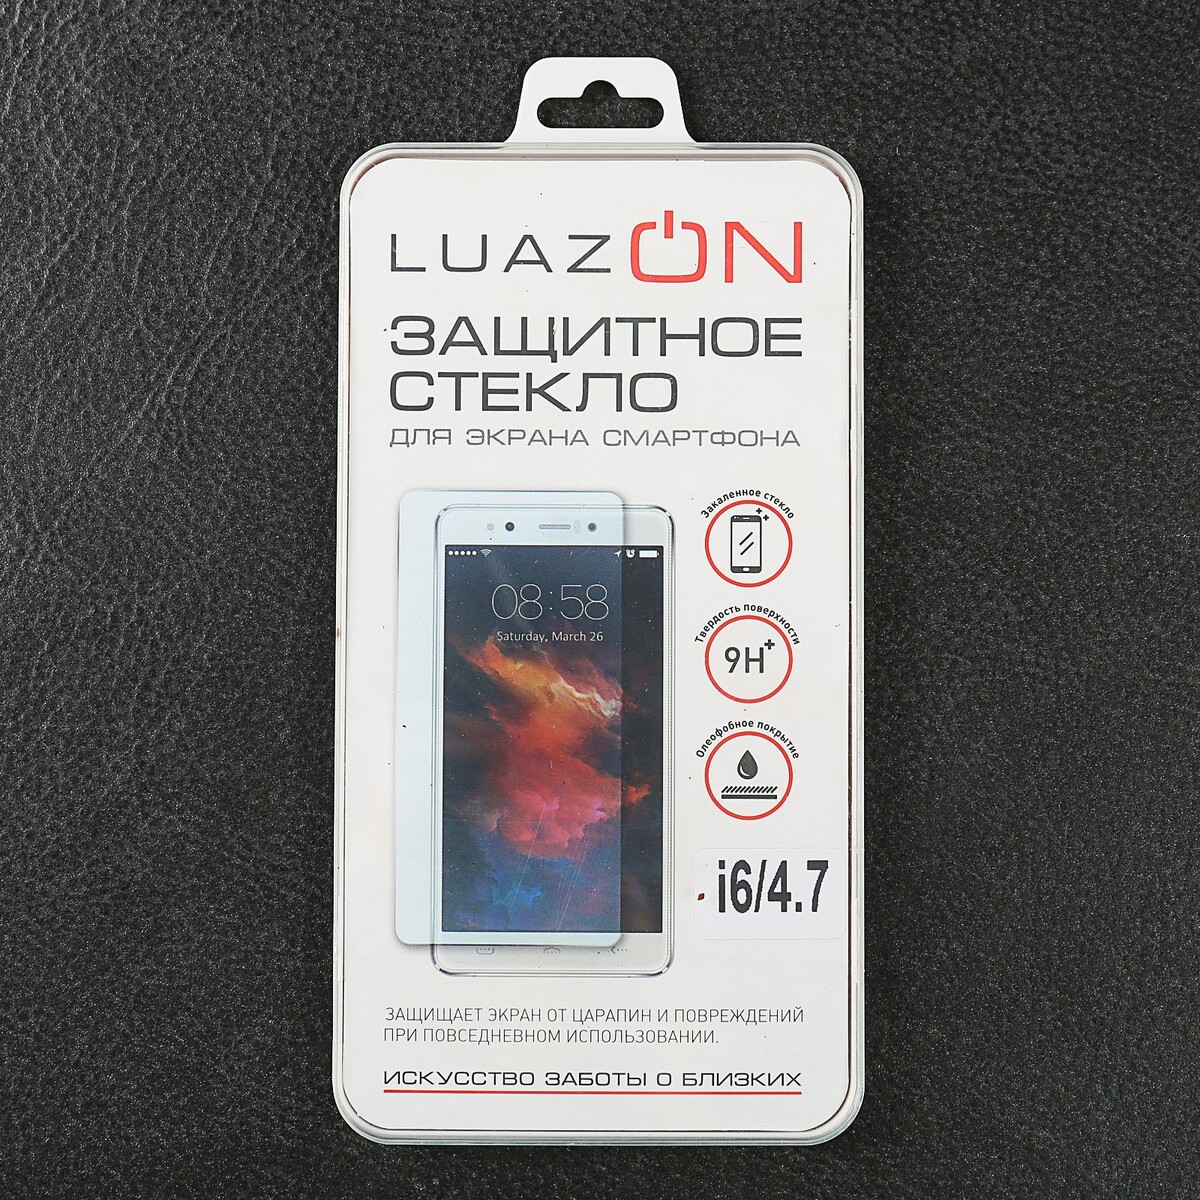 LUAZON
ЗАЩИТНОЕ
СТЕКЛО
ДЛЯ ЭКРАНА СМАРТФОНА
Закаленное стекло
08:58
Saturday, March 26
Твердость поверхности
9H+
Олеофобное покрытие
i6/4.7
ЗАЩИЩАЕТ ЭКРАН ОТ ЦАРАПИН И ПОВРЕЖДЕНИЙ
ПРИ ПОВСЕДНЕВНОМ ИСПОЛЬЗОВАНИИ.
ИСКУССТВО ЗАБОТЫ О БЛИЗКИХ